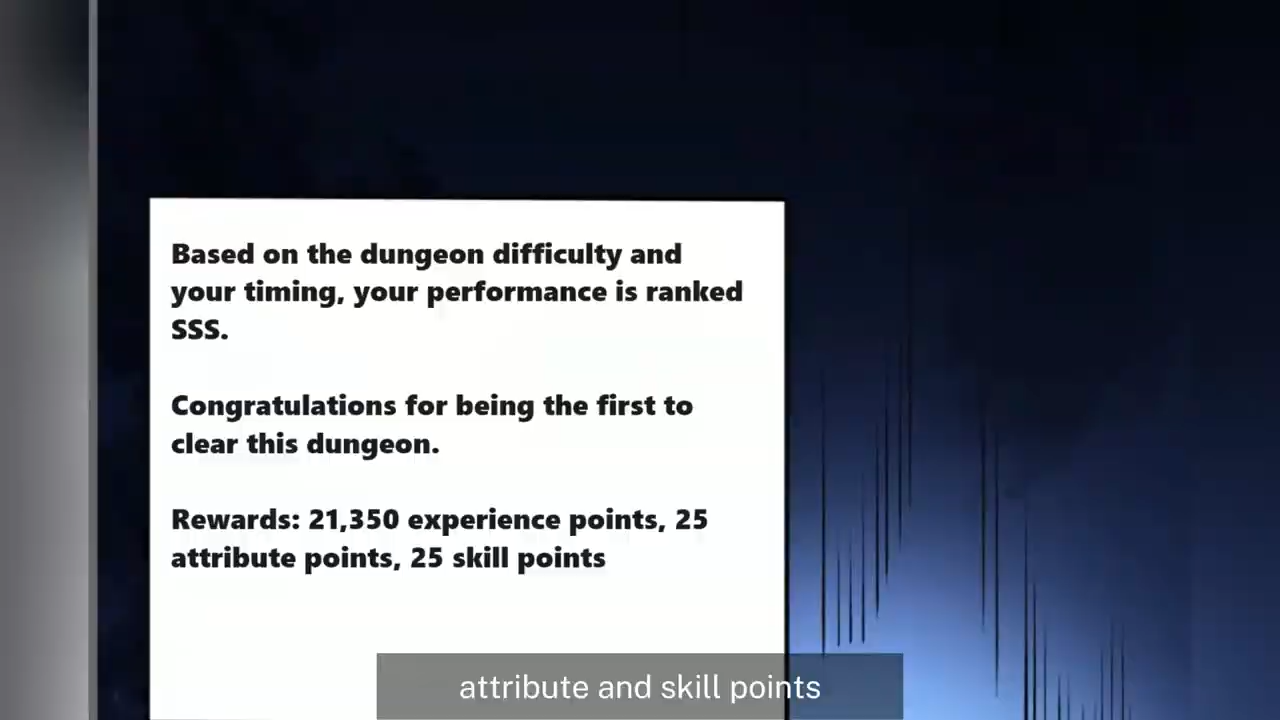 Based on the dungeon difficulty and
your timing, your performance is ranked
SSS.
Congratulations for being the first to
clear this dungeon.
Rewards: 21,350 experience points, 25
attribute points, 25 skill points
attribute and skill points